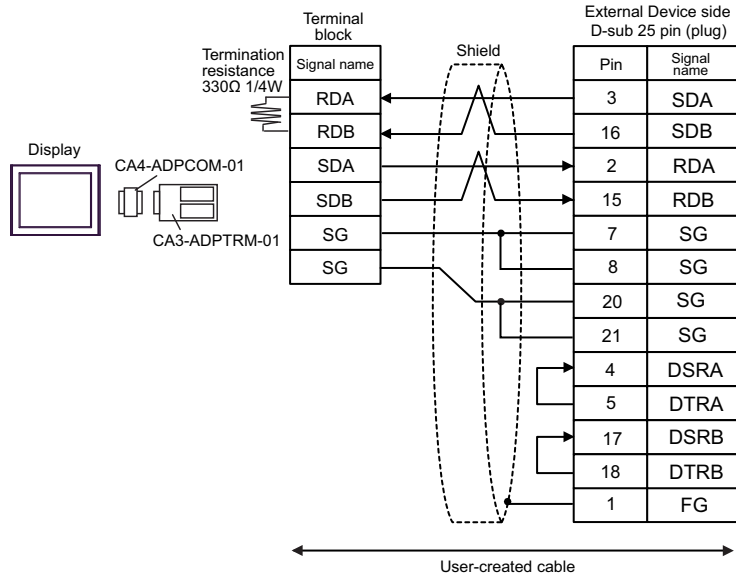 Terminal
block
External Device side
D-sub 25 pin (plug)
Termination
resistance
330Ω 1/4W
Signal name
Shield
Pin
Signal
name
RDA
3
SDA
RDB
16
SDB
Display
CA4-ADPCOM-01
CA3-ADPTRM-01
SDA
2
RDA
SDB
15
RDB
SG
7
SG
SG
8
SG
20
SG
21
SG
4
DSRA
5
DTRA
17
DSRB
18
DTRB
1
FG
User-created cable